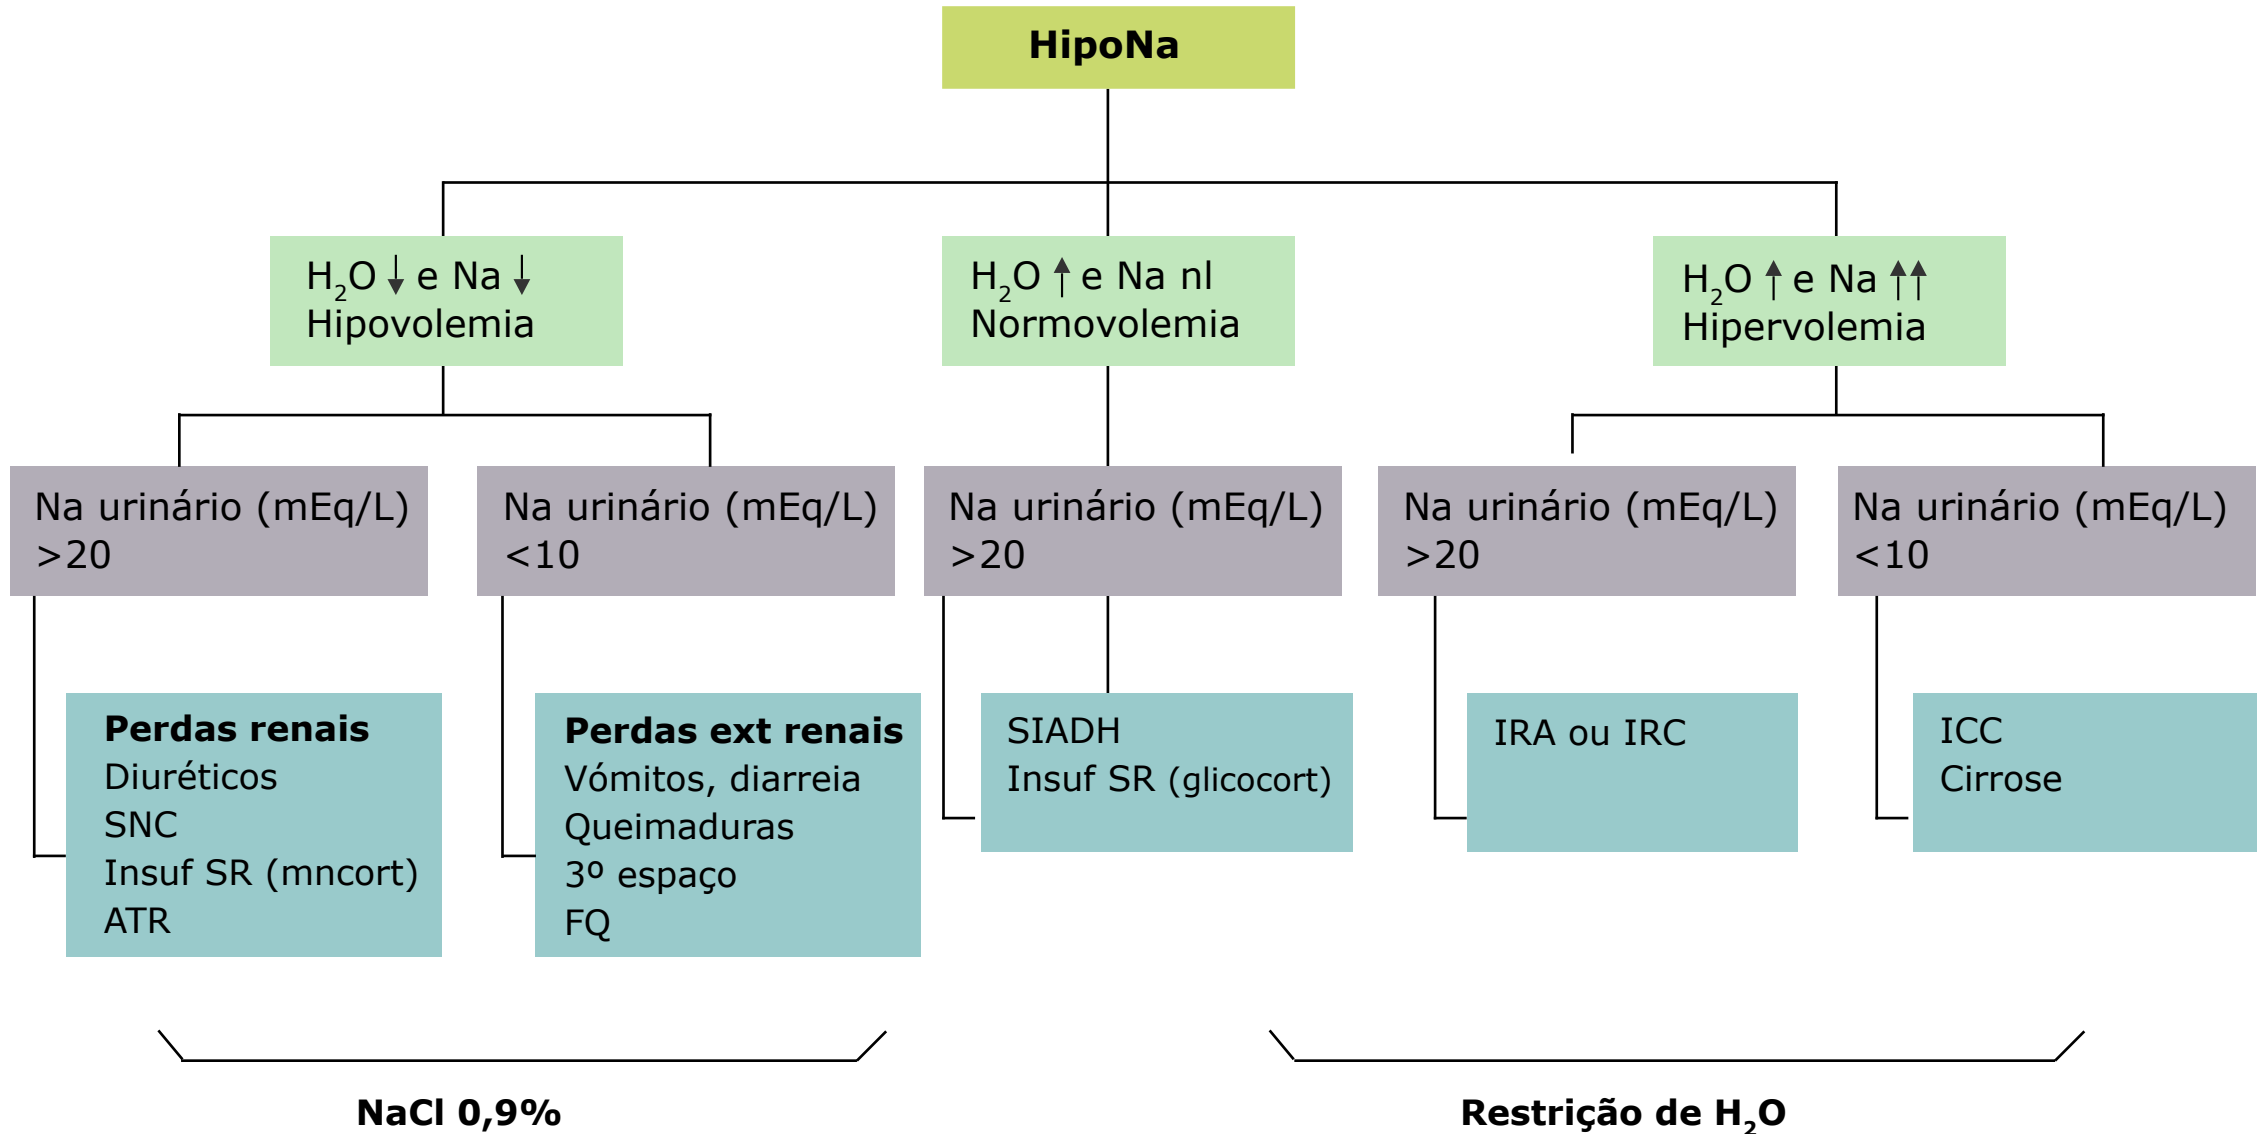 HipoNa
H₂O ↓ e Na ↓
Hipovolemia
H₂O ↑ e Na nl
Normovolemia
H₂O ↑ e Na ↑↑
Hipervolemia
Na urinário (mEq/L)
>20
Na urinário (mEq/L)
<10
Na urinário (mEq/L)
>20
Na urinário (mEq/L)
>20
Na urinário (mEq/L)
<10
Perdas renais
Diuréticos
SNC
Insuf SR (mncort)
ATR
Perdas ext renais
Vómitos, diarreia
Queimaduras
3º espaço
FQ
SIADH
Insuf SR (glicocort)
IRA ou IRC
ICC
Cirrose
NaCl 0,9%
Restrição de H₂O